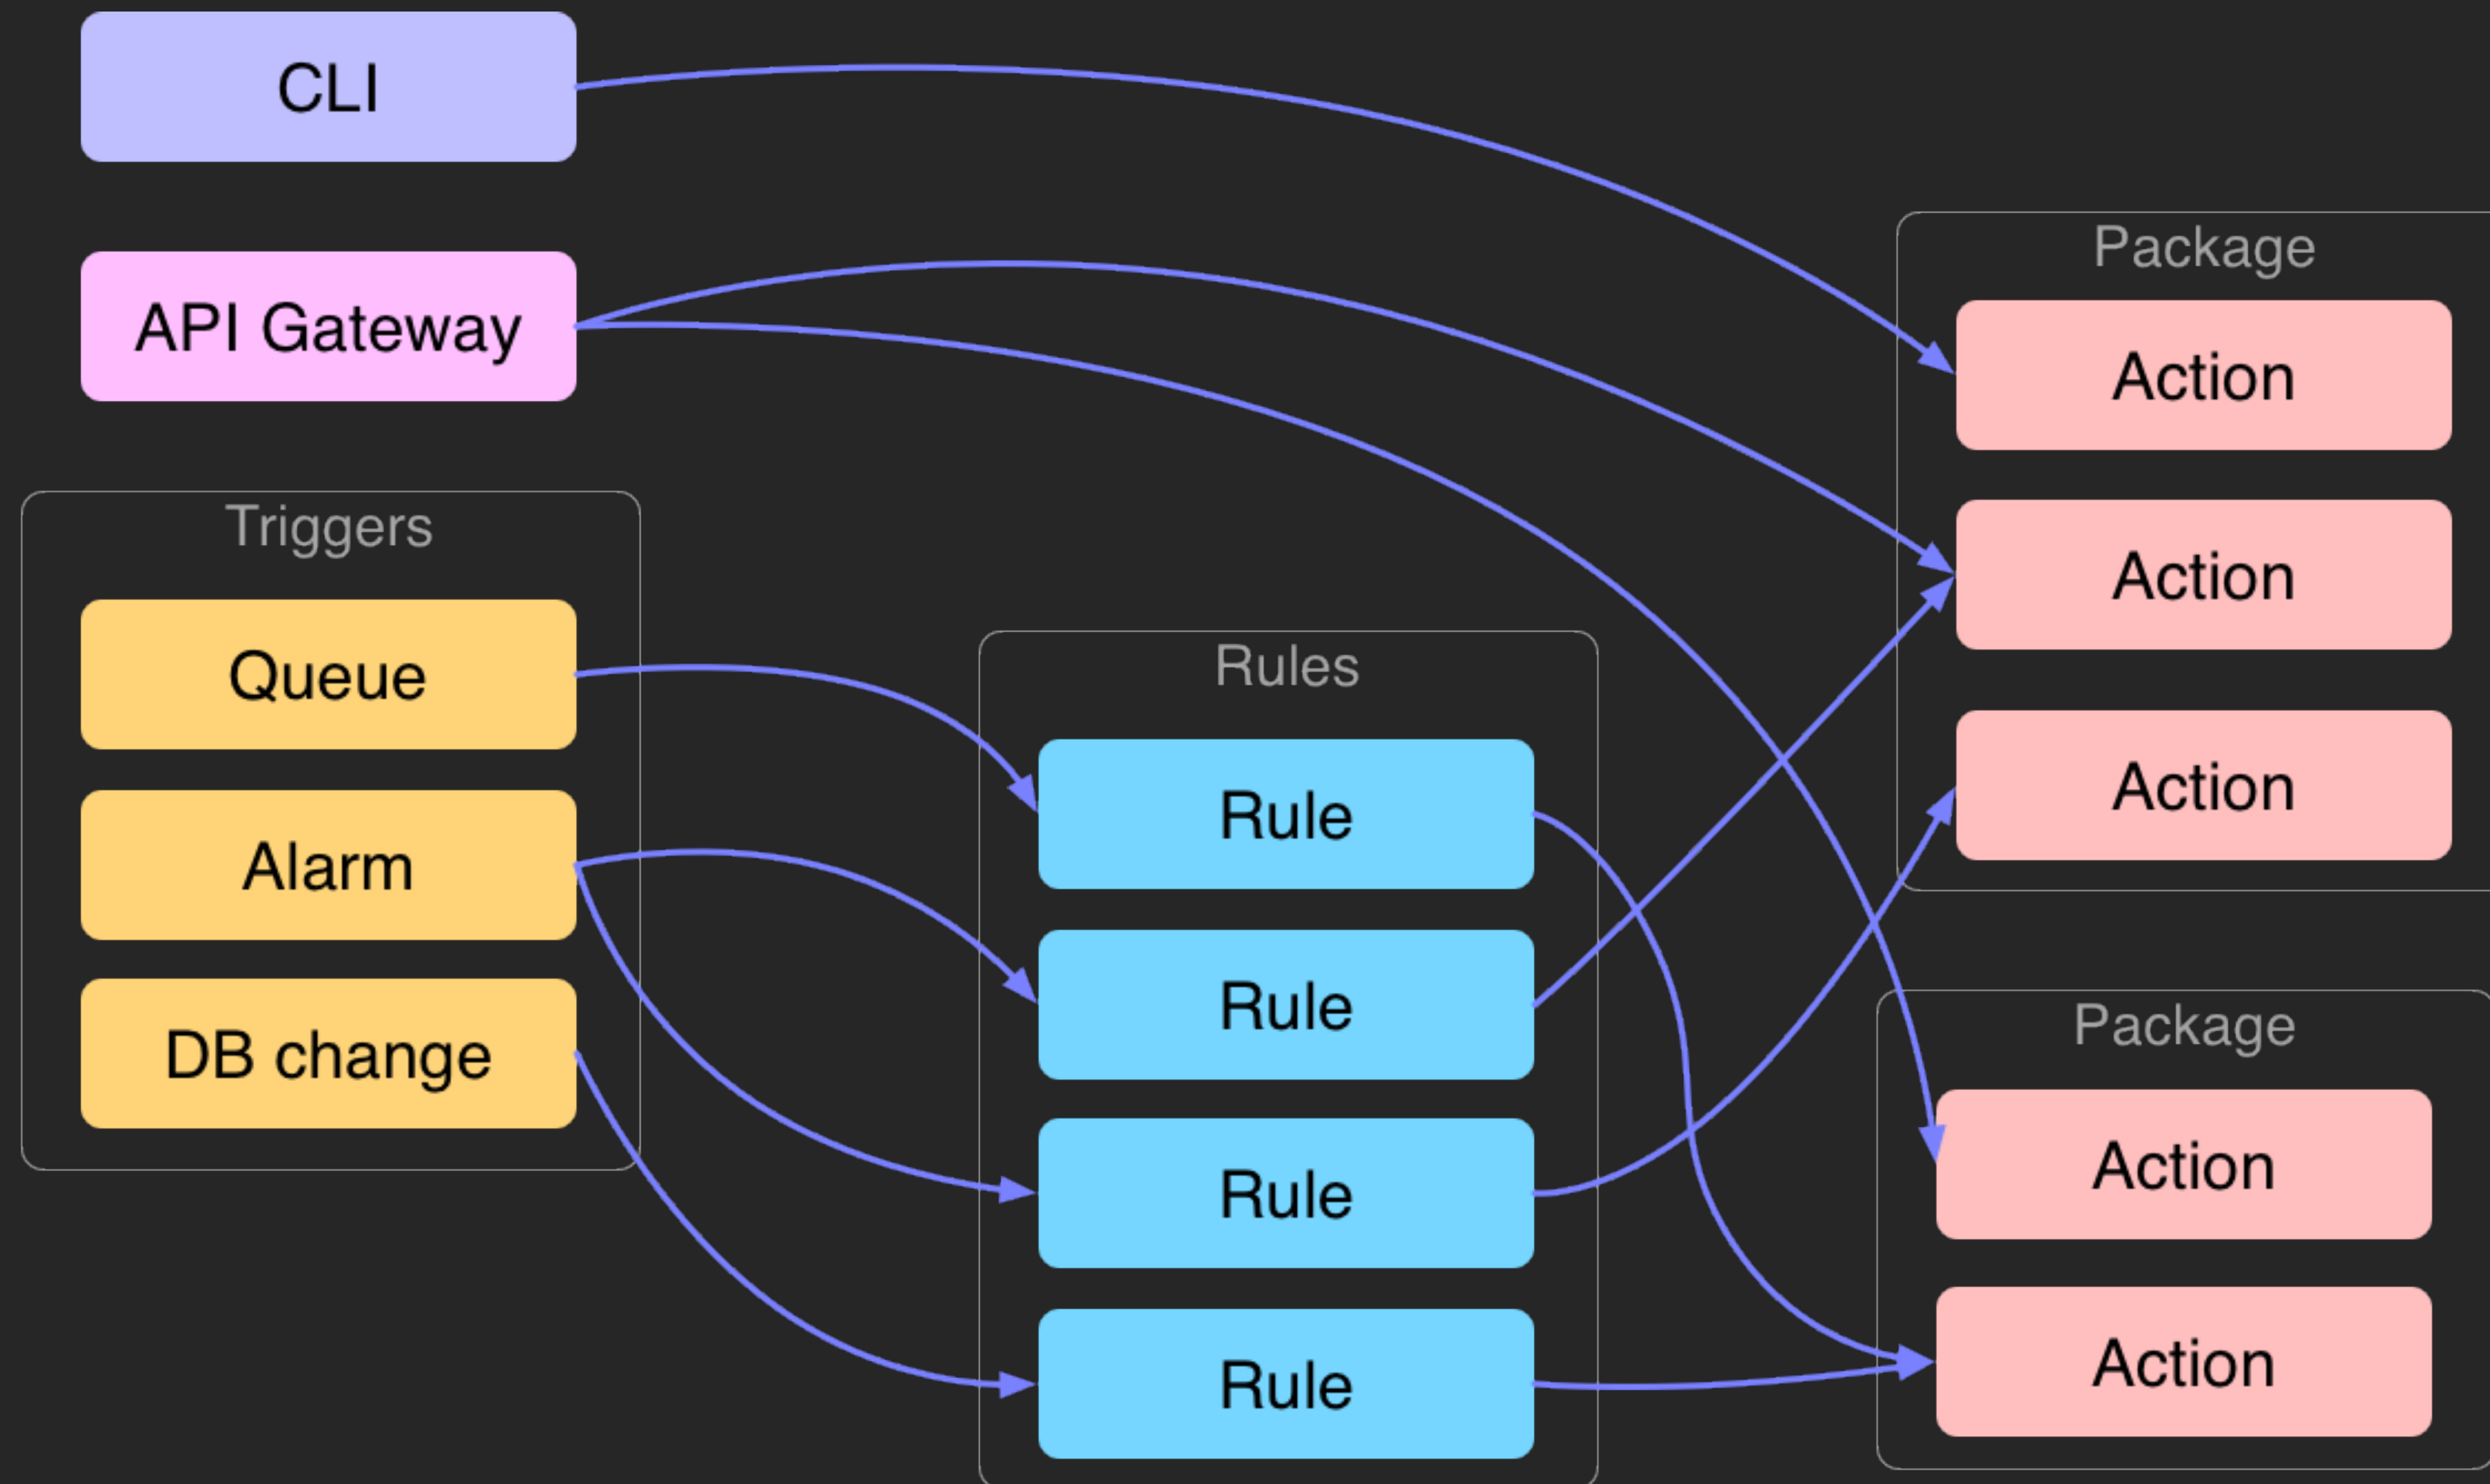 CLI
API Gateway
Triggers
Queue
Alarm
DB change
Rules
Rule
Rule
Rule
Rule
Package
Action
Action
Action
Package
Action
Action